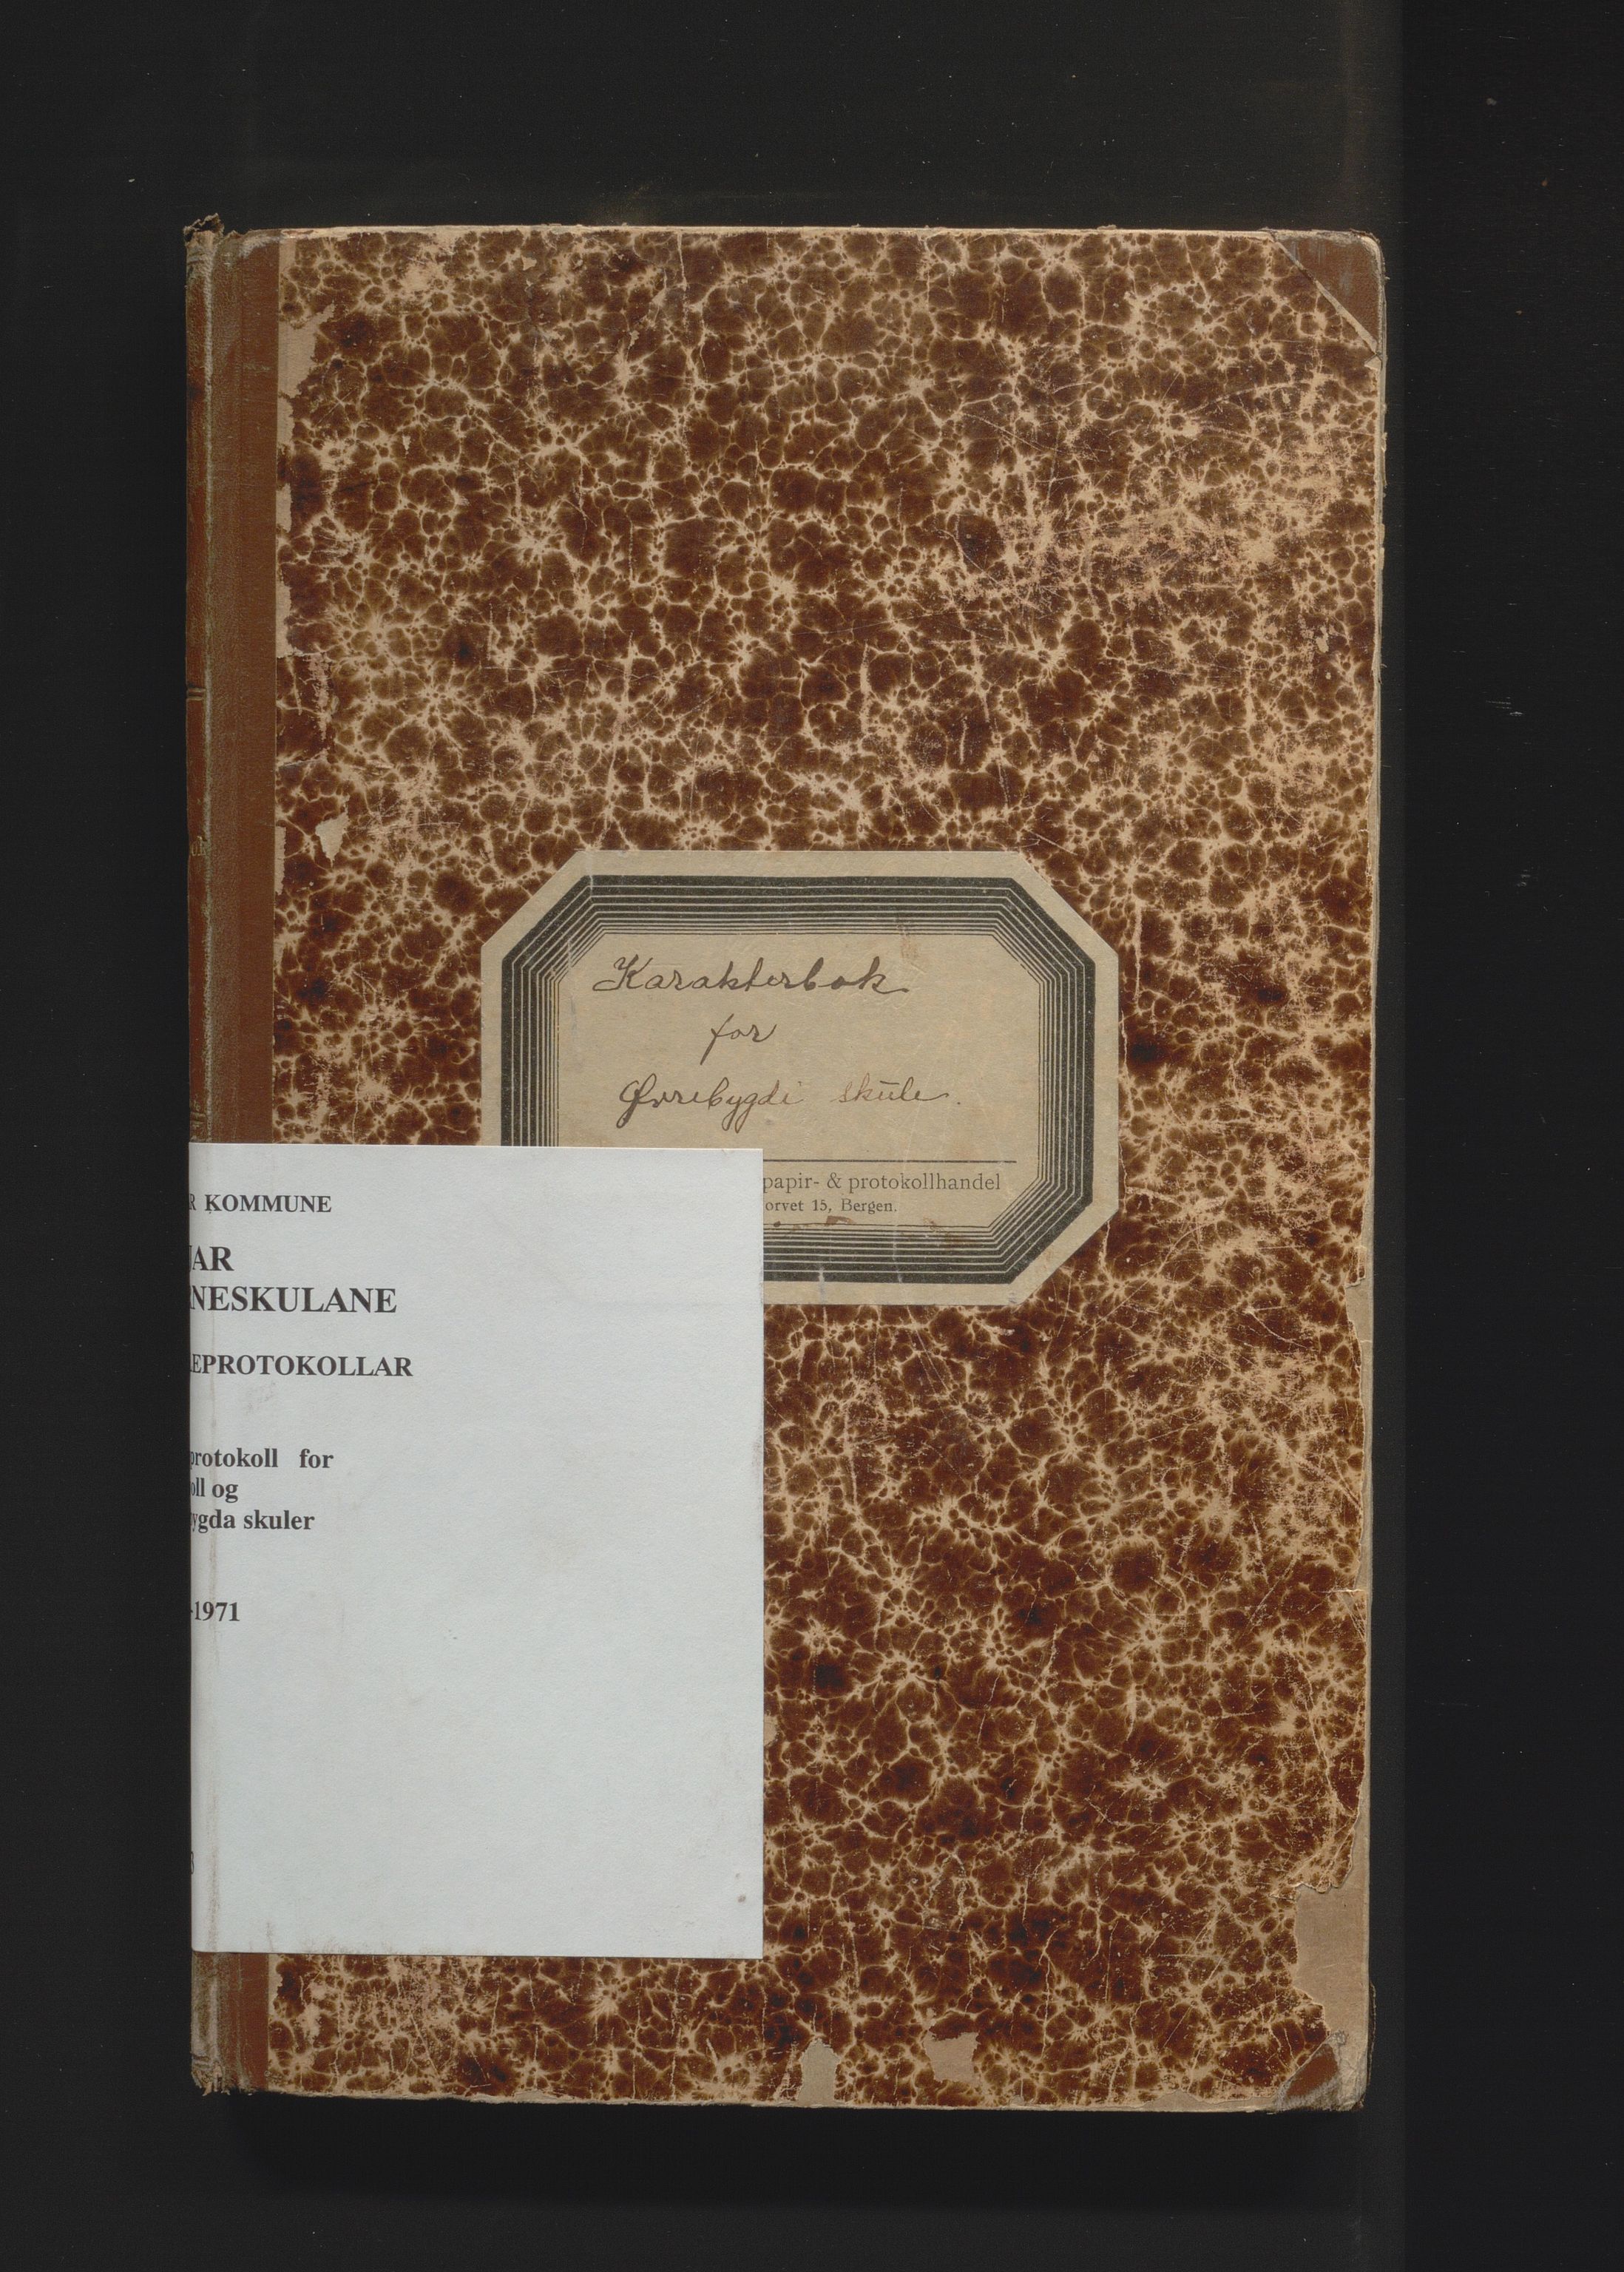 Karakterbok
for
Øvrebygdi skule.
papir- & protokollhandel
orvet 15, Bergen.
R KOMMUNE
AR
NESKULANE
EPROTOKOLLAR
protokoll for
oll og
ygda skuler
-1971